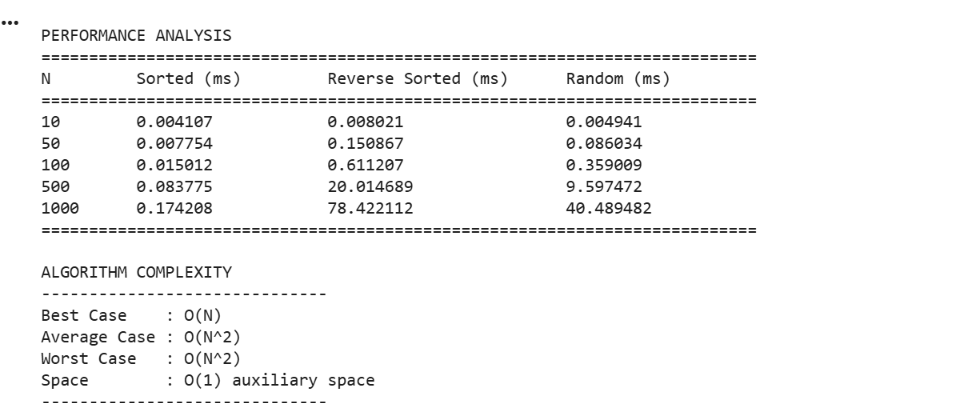 ...
PERFORMANCE ANALYSIS
===========================================================================
N         Sorted (ms)         Reverse Sorted (ms)      Random (ms)
===========================================================================
10        0.004107            0.008021                 0.004941
50        0.007754            0.150867                 0.086034
100       0.015012            0.611207                 0.359009
500       0.083775            20.014689                9.597472
1000      0.174208            78.422112                40.489482
===========================================================================
ALGORITHM COMPLEXITY
------------------------------
Best Case    : O(N)
Average Case : O(N^2)
Worst Case   : O(N^2)
Space        : O(1) auxiliary space
------------------------------